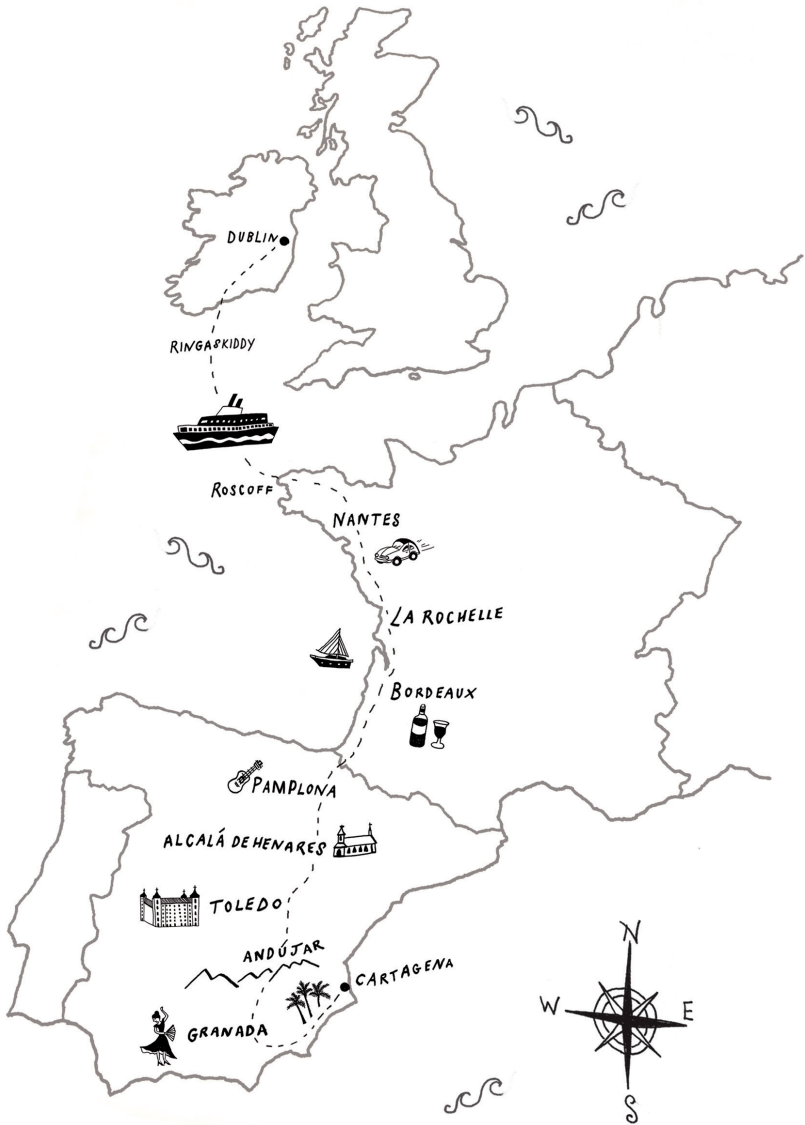 DUBLIN
RINGASKIDDY
ROSCOFF
NANTES
LA ROCHELLE
BORDEAUX
PAMPLONA
ALCALÁ DE HENARES
TOLEDO
ANDÚJAR
CARTAGENA
GRANADA
N
W
E
S